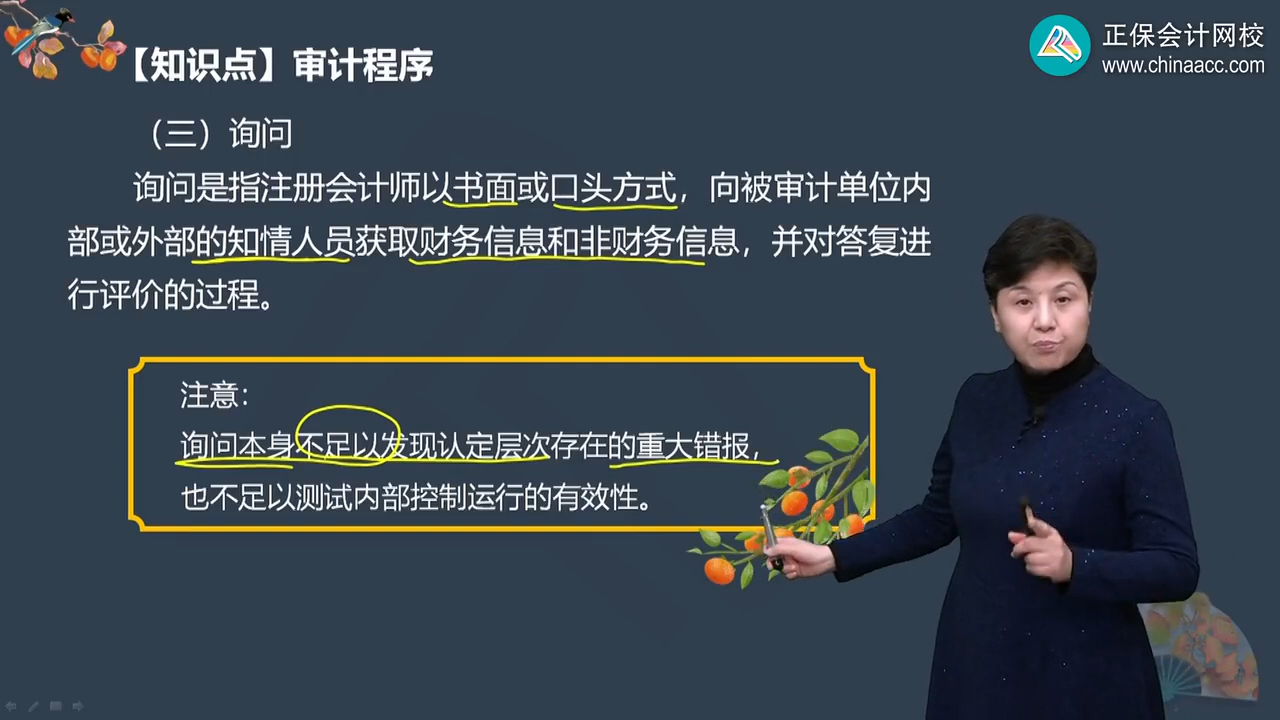 正保会计网校
www.chinaacc.com
【知识点】审计程序
（三）询问
询问是指注册会计师以书面或口头方式，向被审计单位内
部或外部的知情人员获取财务信息和非财务信息，并对答复进
行评价的过程。
注意：
询问本身不足以发现认定层次存在的重大错报，
也不足以测试内部控制运行的有效性。